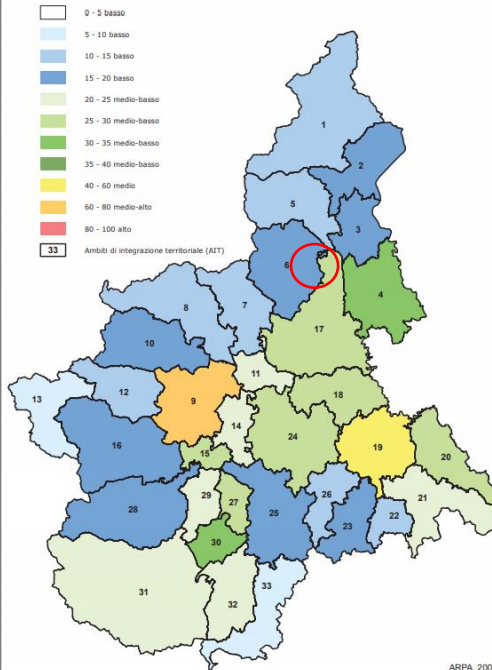 0 - 5 basso
5 - 10 basso
10 - 15 basso
15 - 20 basso
20 - 25 medio-basso
25 - 30 medio-basso
30 - 35 medio-basso
35 - 40 medio-basso
40 - 60 medio
60 - 80 medio-alto
80 - 100 alto
33 Ambiti di integrazione territoriale (AIT)
1
2
5
3
6
4
8
7
17
10
11
12
13
9
18
14
16
24
19
15
20
29
27
26
21
28
25
23
22
30
33
31
32
ARPA 200